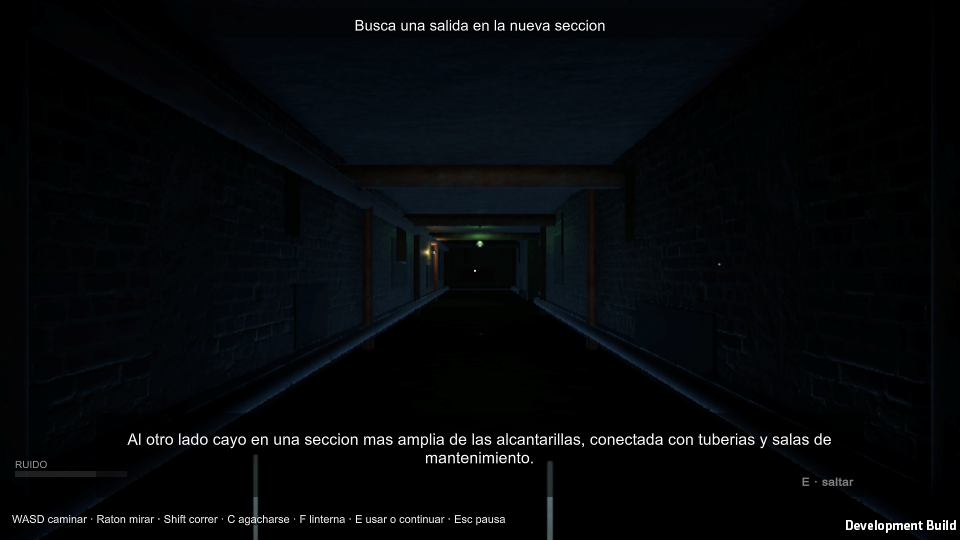 Busca una salida en la nueva seccion
Al otro lado cayo en una seccion mas amplia de las alcantarillas, conectada con tuberias y salas de
mantenimiento.
RUIDO
E · saltar
WASD caminar · Raton mirar · Shift correr · C agacharse · F linterna · E usar o continuar · Esc pausa
Development Build